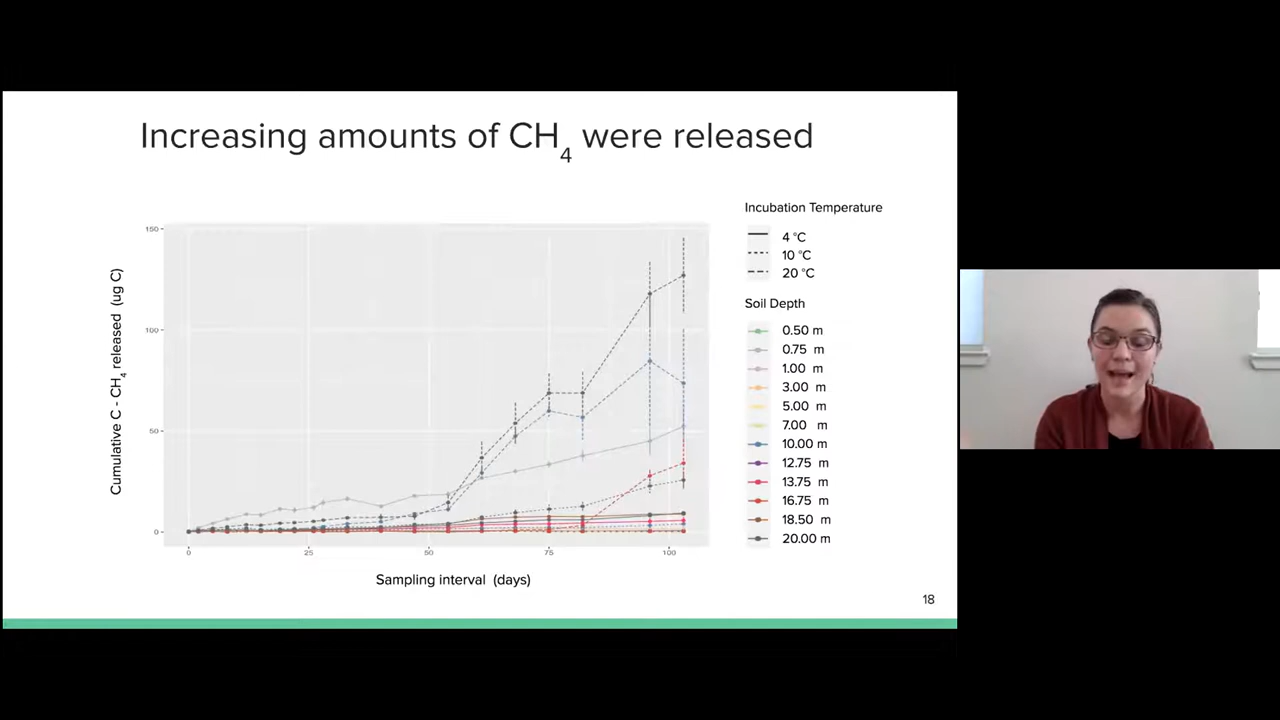 Increasing amounts of CH4 were released
Incubation Temperature
4 °C
10 °C
20 °C
Soil Depth
0.50 m
0.75 m
1.00 m
3.00 m
5.00 m
7.00 m
10.00 m
12.75 m
13.75 m
16.75 m
18.50 m
20.00 m
Cumulative C - CH4 released (ug C)
150
100
50
0
0 25 50 75 100
Sampling interval (days)
18